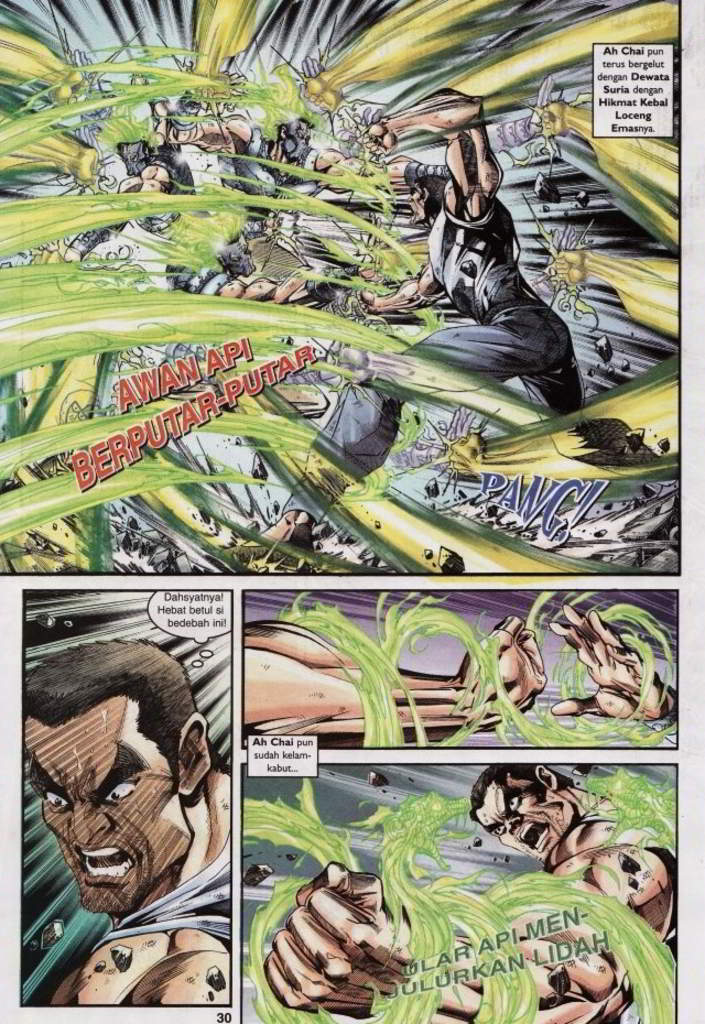 Ah Chai pun
terus bergelut
dengan Dewata
Suria dengan
Hikmat Kebal
Loceng
Emasnya.
AWAN API
BERPUTAR-PUTAR
PANG!
Dahsyatnya!
Hebat betul si
bedebah ini!
Ah Chai pun
sudah kelam-
kabut...
ULAR API MEN-
JULURKAN LIDAH
30